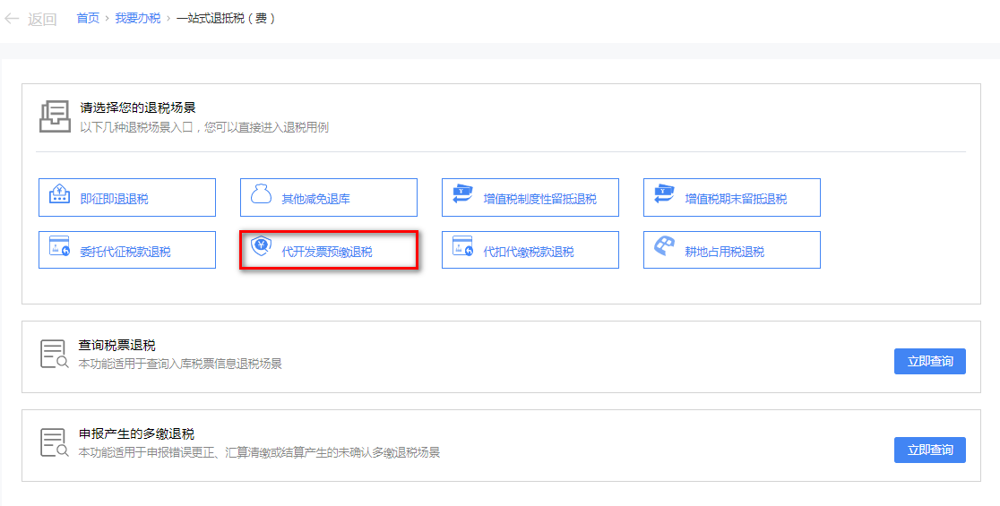 返回 首页 › 我要办税 › 一站式退抵税（费）
请选择您的退税场景
以下几种退税场景入口，您可以直接进入退税用例
即征即退退税 其他减免退库 增值税制度性留抵退税 增值税期末留抵退税
委托代征税款退税 代开发票预缴退税 代扣代缴税款退税 耕地占用税退税
查询税票退税
本功能适用于查询入库税票信息退税场景
立即查询
申报产生的多缴退税
本功能适用于申报错误更正、汇算清缴或结算产生的未确认多缴退税场景
立即查询